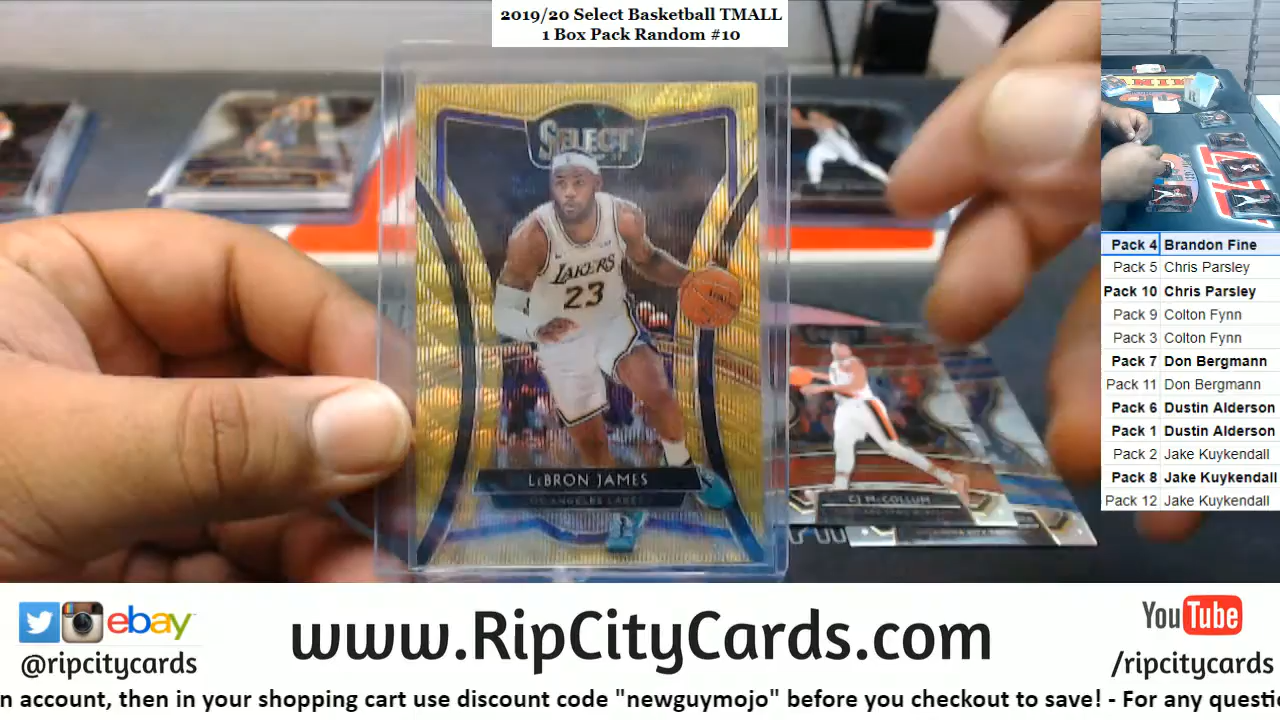 2019/20 Select Basketball TMALL
1 Box Pack Random #10
SELECT
LAKERS
23
LEBRON JAMES
LOS ANGELES LAKERS
CJ McCOLLUM
Pack 4 Brandon Fine
Pack 5 Chris Parsley
Pack 10 Chris Parsley
Pack 9 Colton Fynn
Pack 3 Colton Fynn
Pack 7 Don Bergmann
Pack 11 Don Bergmann
Pack 6 Dustin Alderson
Pack 1 Dustin Alderson
Pack 2 Jake Kuykendall
Pack 8 Jake Kuykendall
Pack 12 Jake Kuykendall
ebay
@ripcitycards
www.RipCityCards.com
YouTube
/ripcitycards
n account, then in your shopping cart use discount code "newguymojo" before you checkout to save! - For any questi